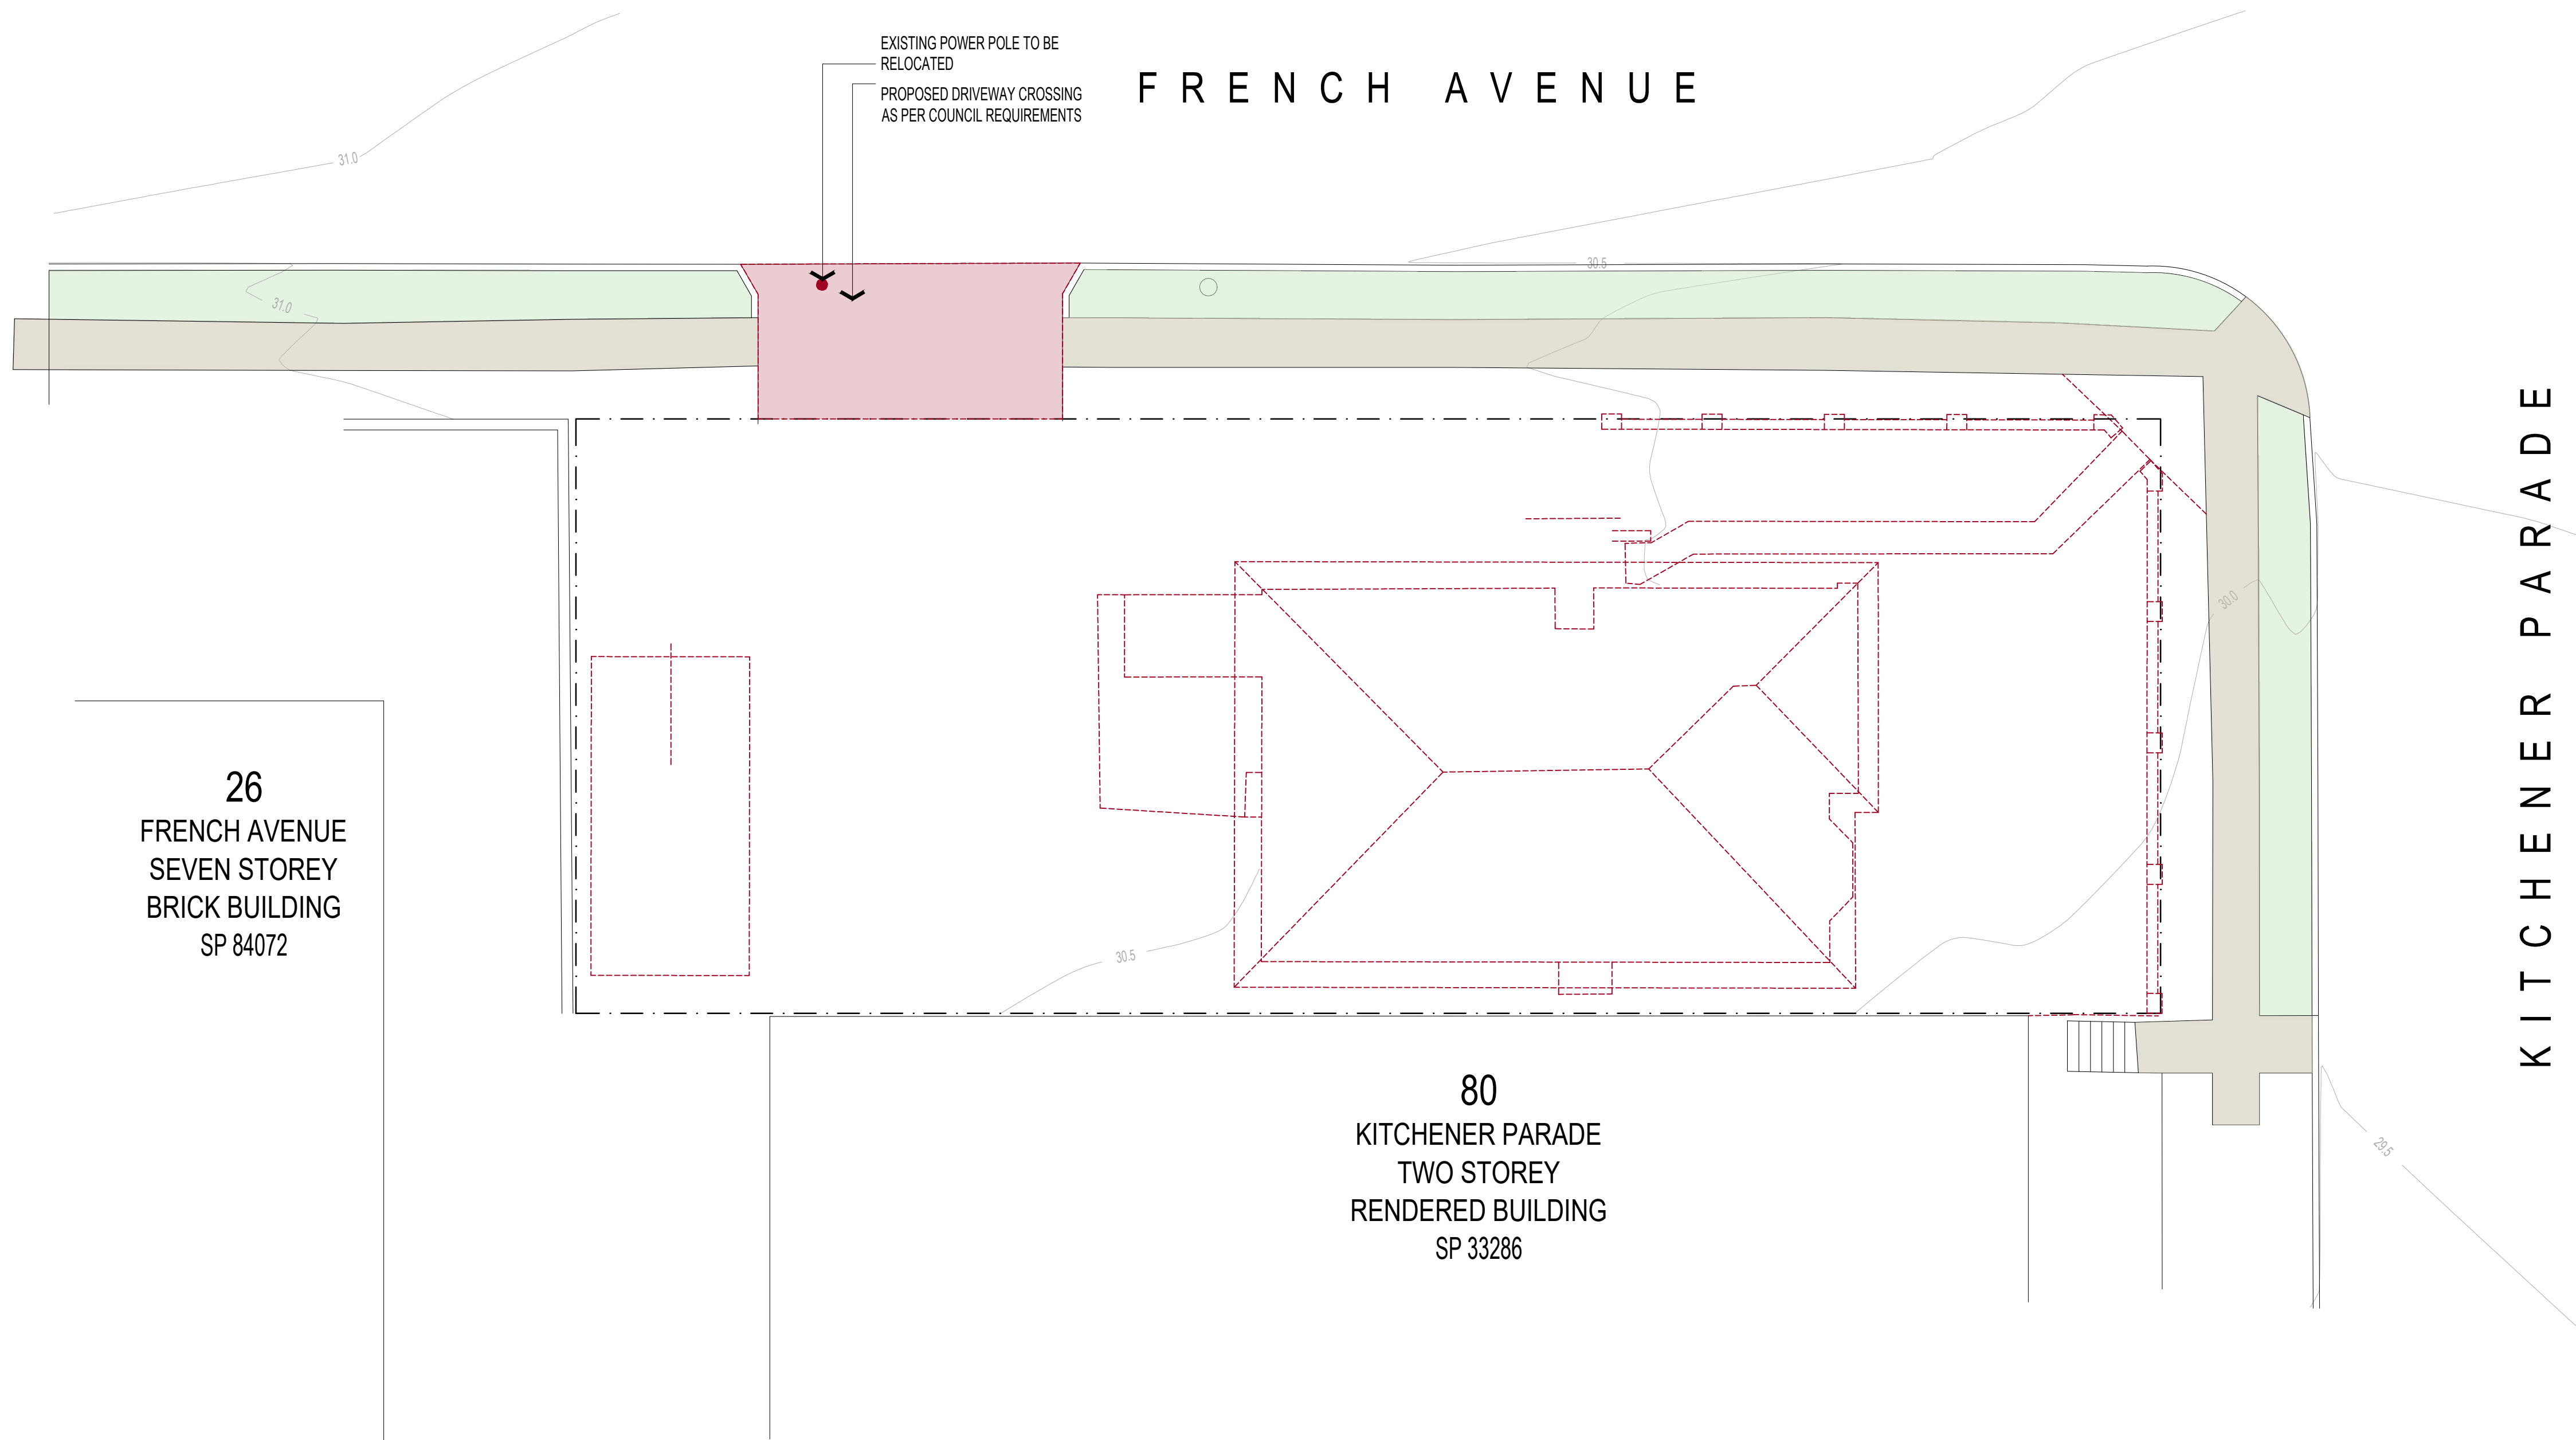 EXISTING POWER POLE TO BE
RELOCATED
PROPOSED DRIVEWAY CROSSING
AS PER COUNCIL REQUIREMENTS
FRENCH AVENUE
31.0
30.5
31.0
KITCHENER PARADE
30.0
26
FRENCH AVENUE
SEVEN STOREY
BRICK BUILDING
SP 84072
30.5
80
KITCHENER PARADE
TWO STOREY
RENDERED BUILDING
SP 33286
29.5